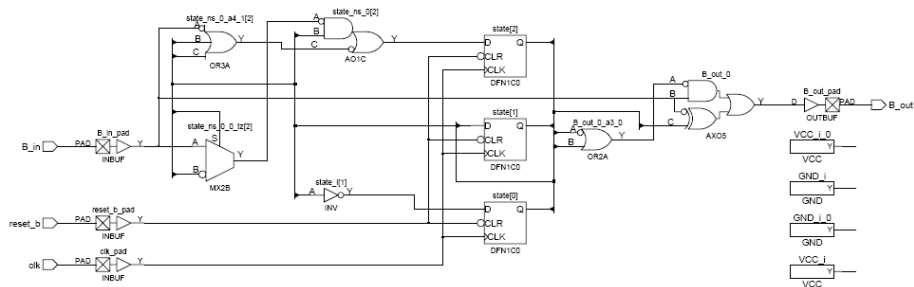 state_ns_0_a4_1[2]
A
B
C
Y
OR3A
state_ns_0[2]
A
B
C
Y
AO1C
state[2]
D Q
CLR
CLK
DFN1C0
state_ns_0_0_tz[2]
S
A
B
Y
MX2B
state[1]
D Q
CLR
CLK
DFN1C0
B_out_0_a3_0
A
B
Y
OR2A
B_out_0
A
B
C
Y
AXO5
B_out_pad
D PAD
OUTBUF
B_out
B_in
PAD
B_in_pad
Y
INBUF
state_i[1]
A Y
INV
state[0]
D Q
CLR
CLK
DFN1C0
reset_b
PAD
reset_b_pad
Y
INBUF
clk
PAD
clk_pad
Y
INBUF
VCC_i_0
Y
VCC
GND_i
Y
GND
GND_i_0
Y
GND
VCC_i
Y
VCC